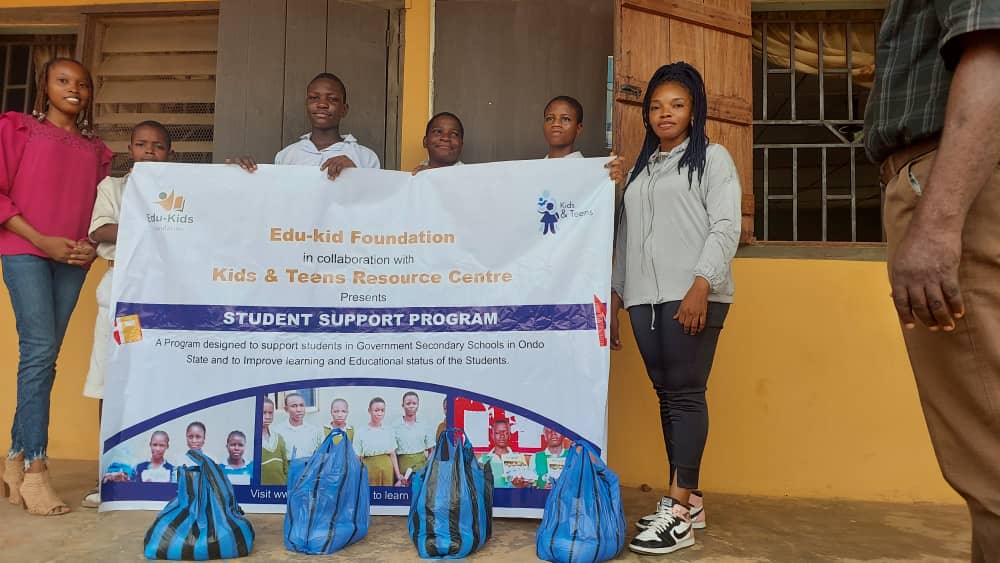 Edu-Kids
Kids
& Teens
Edu-kid Foundation
in collaboration with
Kids & Teens Resource Centre
Presents
STUDENT SUPPORT PROGRAM
A Program designed to support students in Government Secondary Schools in Ondo
State and to Improve learning and Educational status of the Students.
Visit
to learn